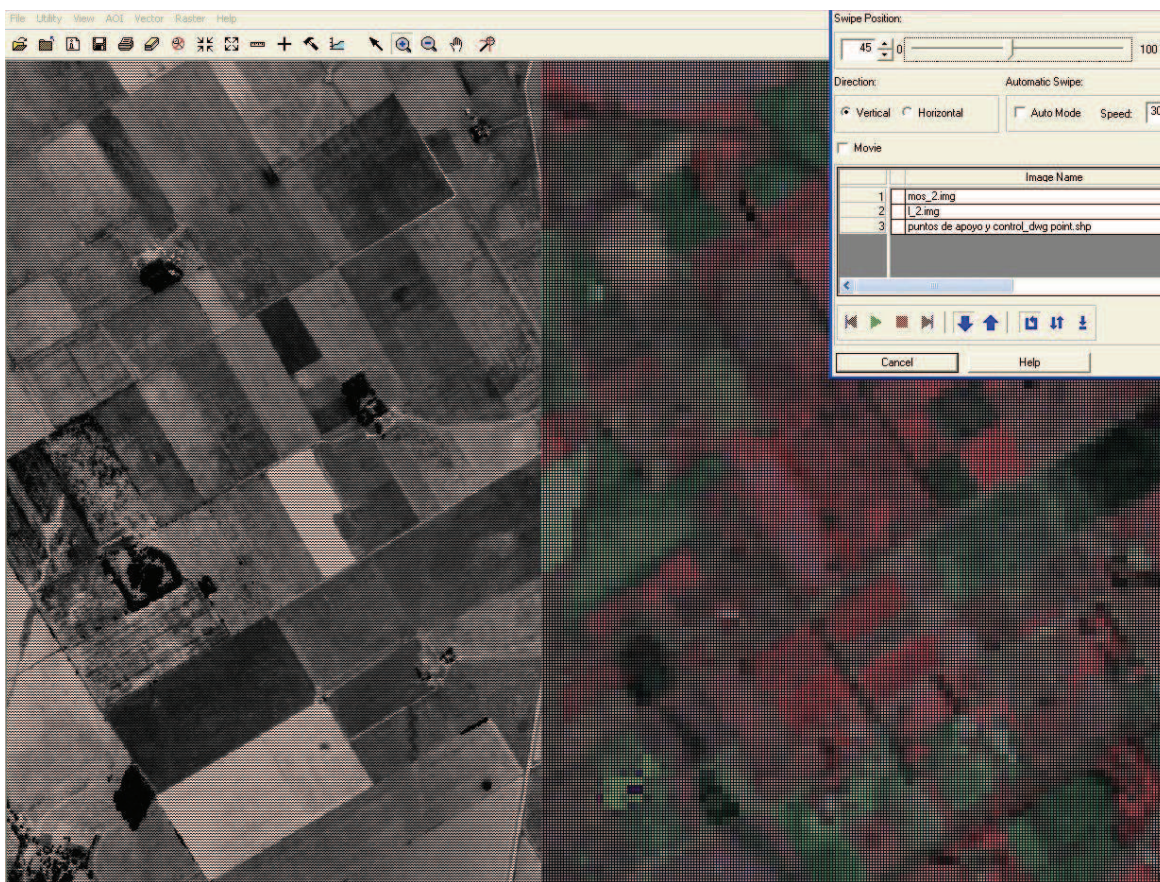 File Utility View AOI Vector Raster Help
Swipe Position:
45 0 100
Direction: Automatic Swipe:
Vertical Horizontal Auto Mode Speed: 30
Movie
Image Name
1 mos_2.img
2 l_2.img
3 puntos de apoyo y control_dwg point.shp
Cancel Help